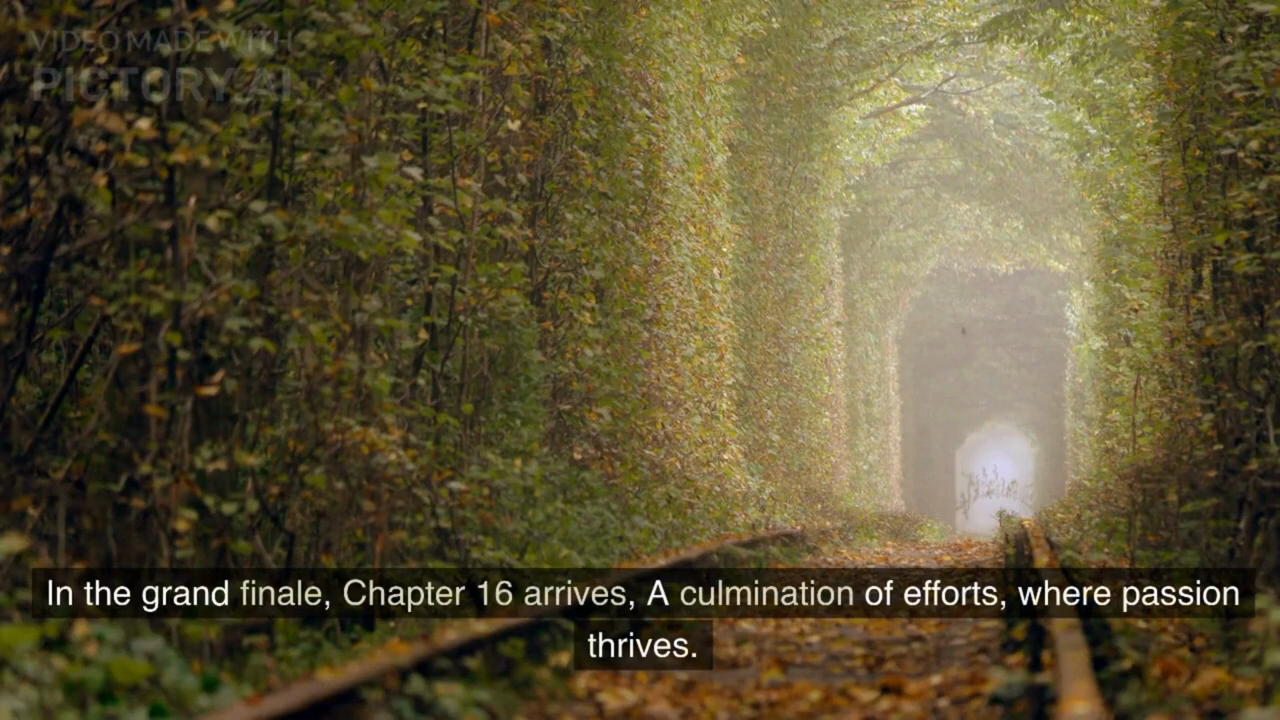 VIDEO MADE WITH
PICTORY.AI
In the grand finale, Chapter 16 arrives, A culmination of efforts, where passion
thrives.